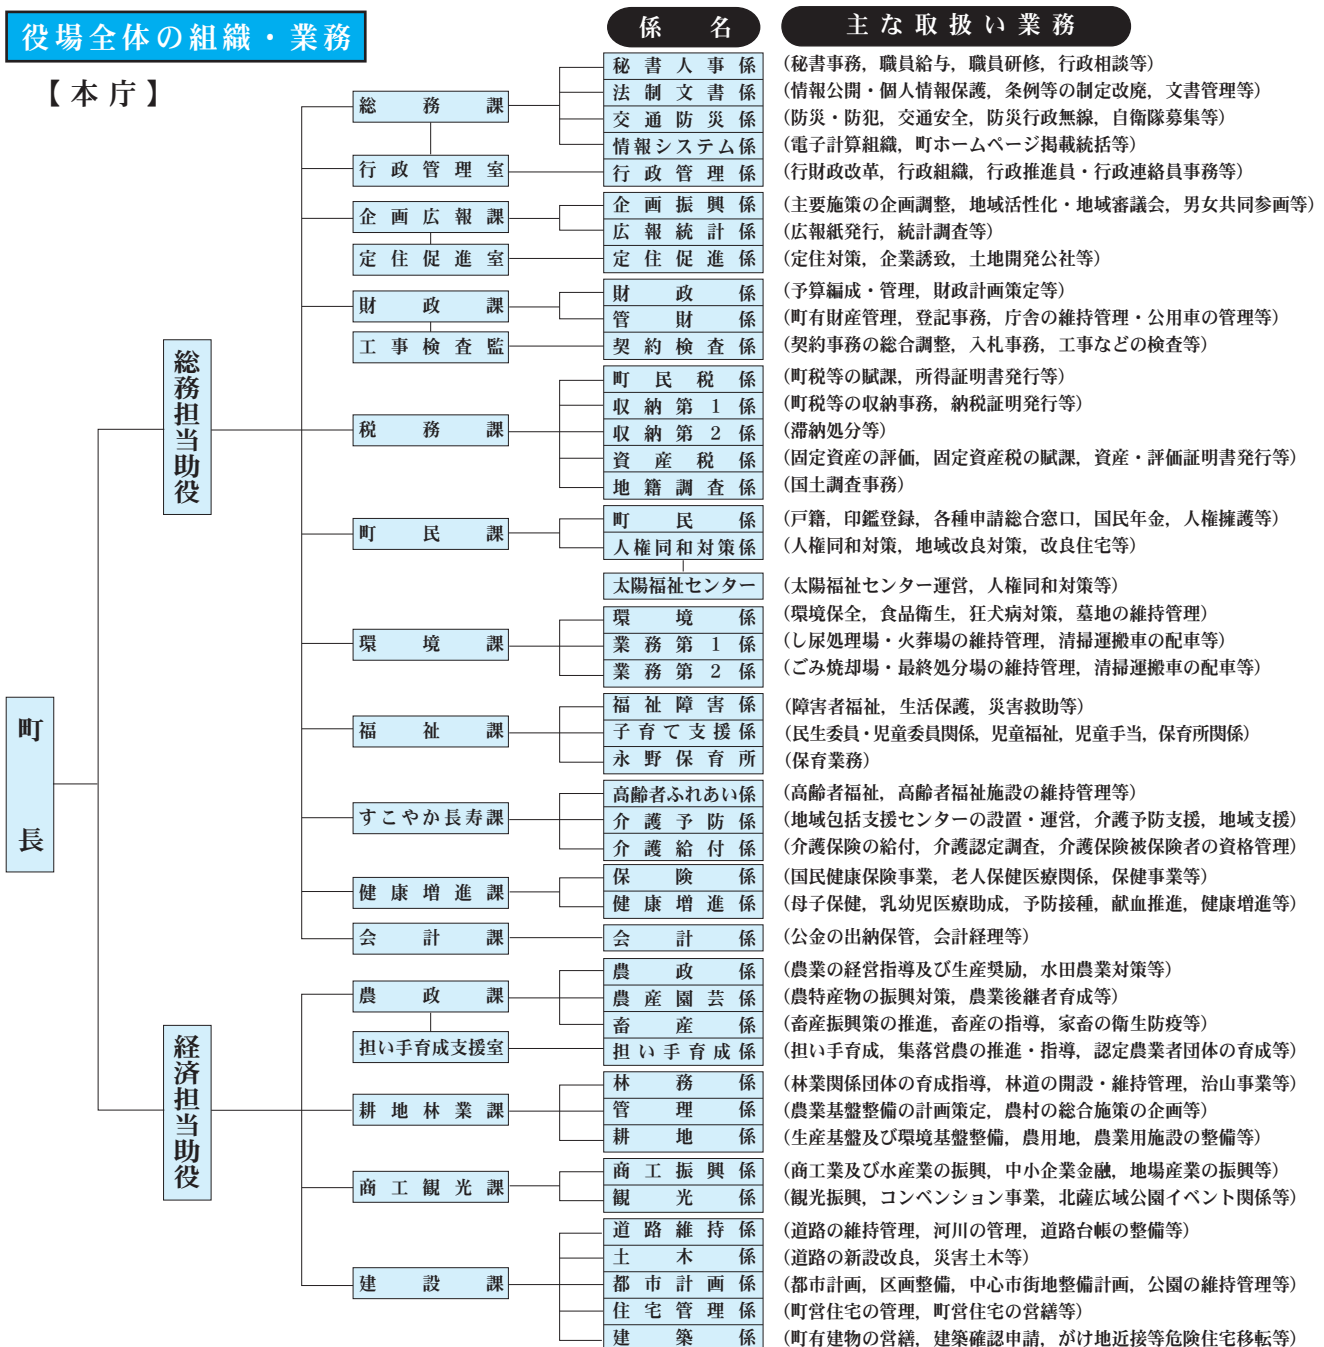 役場全体の組織・業務
【本庁】
係名
主な取扱い業務
町長
総務担当助役
経済担当助役
総務課
秘書人事係 (秘書事務，職員給与，職員研修，行政相談等)
法制文書係 (情報公開・個人情報保護，条例等の制定改廃，文書管理等)
交通防災係 (防災・防犯，交通安全，防災行政無線，自衛隊募集等)
情報システム係 (電子計算組織，町ホームページ掲載統括等)
行政管理室
行政管理係 (行財政改革，行政組織，行政推進員・行政連絡員事務等)
企画広報課
企画振興係 (主要施策の企画調整，地域活性化・地域審議会，男女共同参画等)
広報統計係 (広報紙発行，統計調査等)
定住促進室
定住促進係 (定住対策，企業誘致，土地開発公社等)
財政課
財政係 (予算編成・管理，財政計画策定等)
管財係 (町有財産管理，登記事務，庁舎の維持管理・公用車の管理等)
工事検査監
契約検査係 (契約事務の総合調整，入札事務，工事などの検査等)
税務課
町民税係 (町税等の賦課，所得証明書発行等)
収納第1係 (町税等の収納事務，納税証明発行等)
収納第2係 (滞納処分等)
資産税係 (固定資産の評価，固定資産税の賦課，資産・評価証明書発行等)
地籍調査係 (国土調査事務)
町民課
町民係 (戸籍，印鑑登録，各種申請総合窓口，国民年金，人権擁護等)
人権同和対策係 (人権同和対策，地域改良対策，改良住宅等)
太陽福祉センター (太陽福祉センター運営，人権同和対策等)
環境課
環境係 (環境保全，食品衛生，狂犬病対策，墓地の維持管理)
業務第1係 (し尿処理場・火葬場の維持管理，清掃運搬車の配車等)
業務第2係 (ごみ焼却場・最終処分場の維持管理，清掃運搬車の配車等)
福祉課
福祉障害係 (障害者福祉，生活保護，災害救助等)
子育て支援係 (民生委員・児童委員関係，児童福祉，児童手当，保育所関係)
永野保育所 (保育業務)
すこやか長寿課
高齢者ふれあい係 (高齢者福祉，高齢者福祉施設の維持管理等)
介護予防係 (地域包括支援センターの設置・運営，介護予防支援，地域支援)
介護給付係 (介護保険の給付，介護認定調査，介護保険被保険者の資格管理)
健康増進課
保険係 (国民健康保険事業，老人保健医療関係，保健事業等)
健康増進係 (母子保健，乳幼児医療助成，予防接種，献血推進，健康増進等)
会計課
会計係 (公金の出納保管，会計経理等)
農政課
農政係 (農業の経営指導及び生産奨励，水田農業対策等)
農産園芸係 (農特産物の振興対策，農業後継者育成等)
畜産係 (畜産振興策の推進，畜産の指導，家畜の衛生防疫等)
担い手育成支援室
担い手育成係 (担い手育成，集落営農の推進・指導，認定農業者団体の育成等)
耕地林業課
林務係 (林業関係団体の育成指導，林道の開設・維持管理，治山事業等)
管理係 (農業基盤整備の計画策定，農村の総合施策の企画等)
耕地係 (生産基盤及び環境基盤整備，農用地，農業用施設の整備等)
商工観光課
商工振興係 (商工業及び水産業の振興，中小企業金融，地場産業の振興等)
観光係 (観光振興，コンベンション事業，北薩広域公園イベント関係等)
建設課
道路維持係 (道路の維持管理，河川の管理，道路台帳の整備等)
土木係 (道路の新設改良，災害土木等)
都市計画係 (都市計画，区画整備，中心市街地整備計画，公園の維持管理等)
住宅管理係 (町営住宅の管理，町営住宅の営繕等)
建築係 (町有建物の営繕，建築確認申請，がけ地近接等危険住宅移転等)